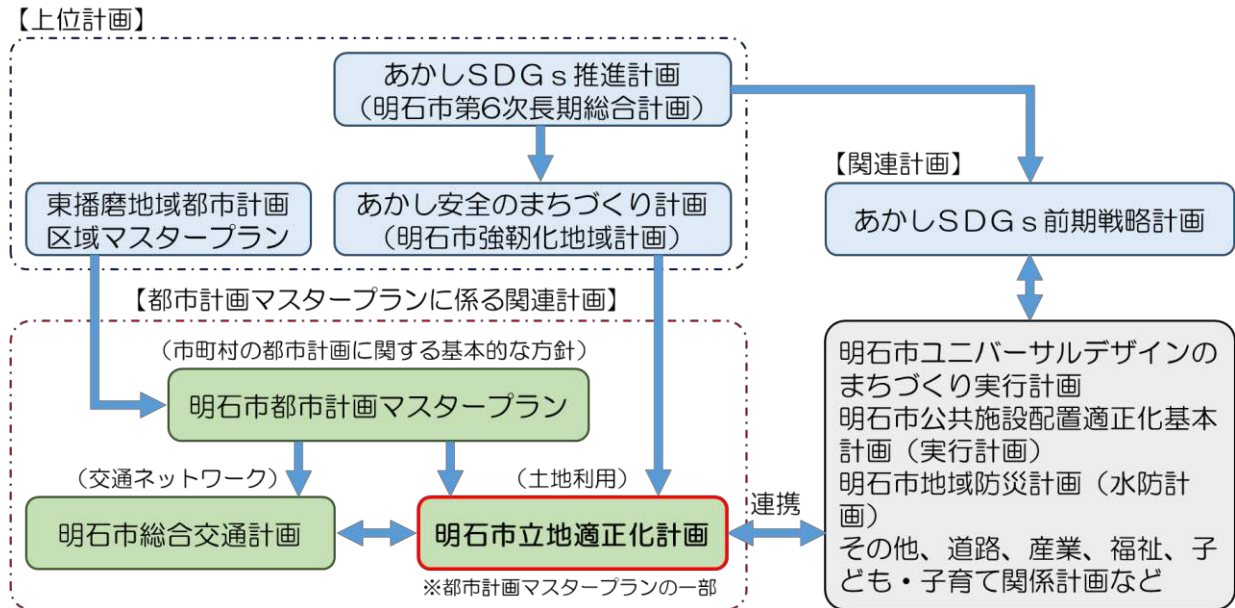 【上位計画】
あかしSDGs推進計画
(明石市第6次長期総合計画)
東播磨地域都市計画
区域マスタープラン
あかし安全のまちづくり計画
(明石市強靭化地域計画)
【関連計画】
あかしSDGs前期戦略計画
【都市計画マスタープランに係る関連計画】
(市町村の都市計画に関する基本的な方針)
明石市都市計画マスタープラン
(交通ネットワーク)
(土地利用)
明石市総合交通計画
明石市立地適正化計画
※都市計画マスタープランの一部
連携
明石市ユニバーサルデザインの
まちづくり実行計画
明石市公共施設配置適正化基本
計画(実行計画)
明石市地域防災計画(水防計
画)
その他、道路、産業、福祉、子
ども・子育て関係計画など